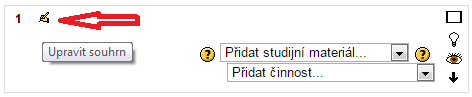 1
Upravit souhrn
? Přidat studijní materiál...
? Přidat činnost...